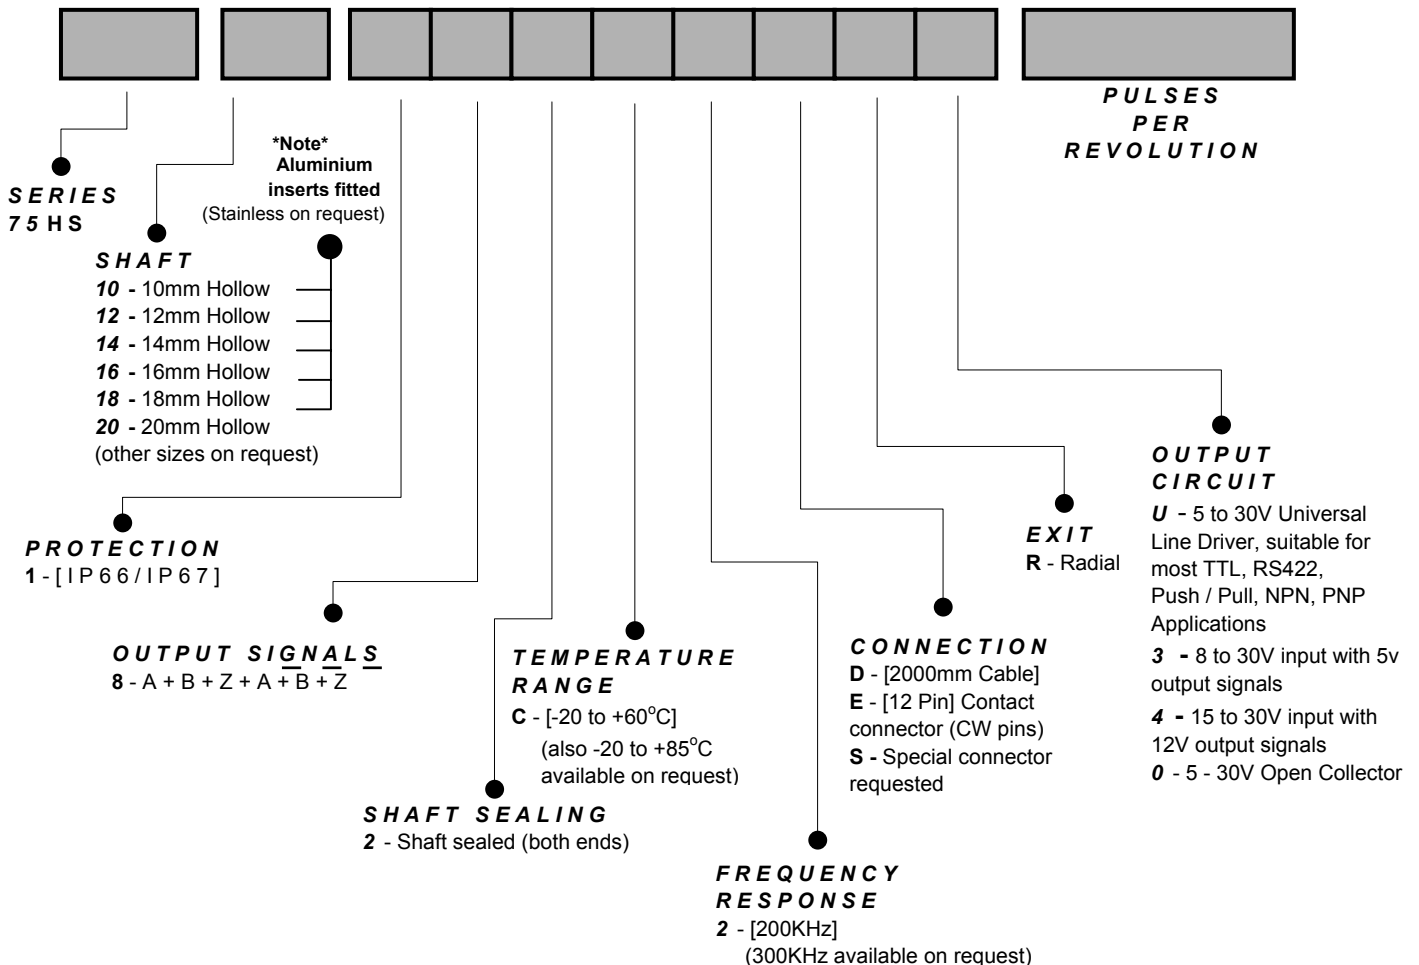 PULSES
PER
REVOLUTION
*Note*
Aluminium
inserts fitted
(Stainless on request)
SERIES
75HS
SHAFT
10 - 10mm Hollow
12 - 12mm Hollow
14 - 14mm Hollow
16 - 16mm Hollow
18 - 18mm Hollow
20 - 20mm Hollow
(other sizes on request)
PROTECTION
1 - [IP66/IP67]
OUTPUT SIGNALS
8 - A + B + Z + A + B + Z
SHAFT SEALING
2 - Shaft sealed (both ends)
TEMPERATURE
RANGE
C - [-20 to +60°C]
(also -20 to +85°C
available on request)
FREQUENCY
RESPONSE
2 - [200KHz]
(300KHz available on request)
CONNECTION
D - [2000mm Cable]
E - [12 Pin] Contact
connector (CW pins)
S - Special connector
requested
EXIT
R - Radial
OUTPUT
CIRCUIT
U - 5 to 30V Universal
Line Driver, suitable for
most TTL, RS422,
Push / Pull, NPN, PNP
Applications
3 - 8 to 30V input with 5v
output signals
4 - 15 to 30V input with
12V output signals
0 - 5 - 30V Open Collector